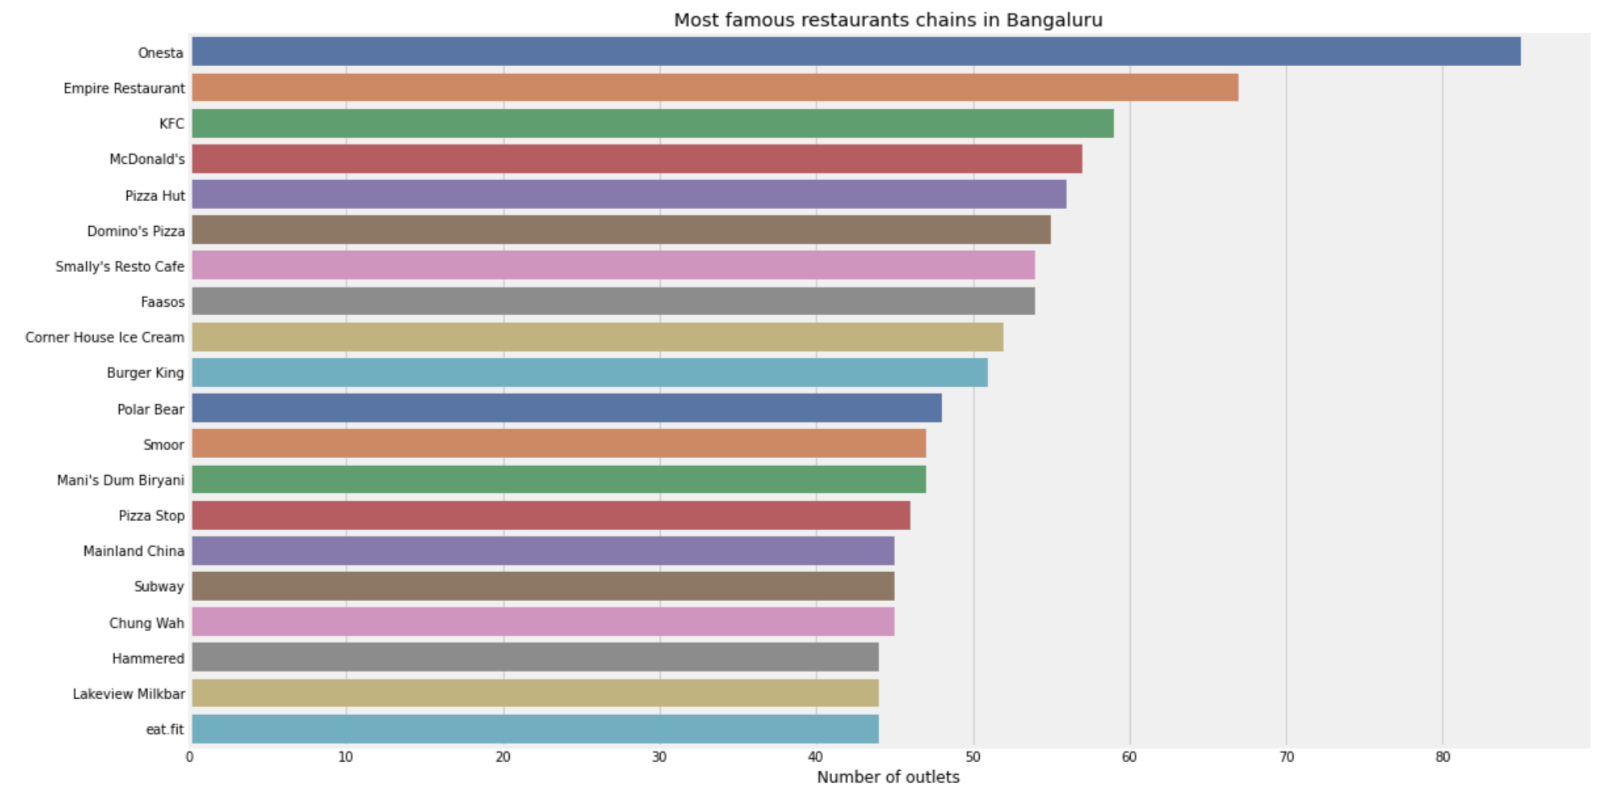 Most famous restaurants chains in Bangaluru
Onesta
Empire Restaurant
KFC
McDonald's
Pizza Hut
Domino's Pizza
Smally's Resto Cafe
Faasos
Corner House Ice Cream
Burger King
Polar Bear
Smoor
Mani's Dum Biryani
Pizza Stop
Mainland China
Subway
Chung Wah
Hammered
Lakeview Milkbar
eat.fit
0 10 20 30 40 50 60 70 80
Number of outlets